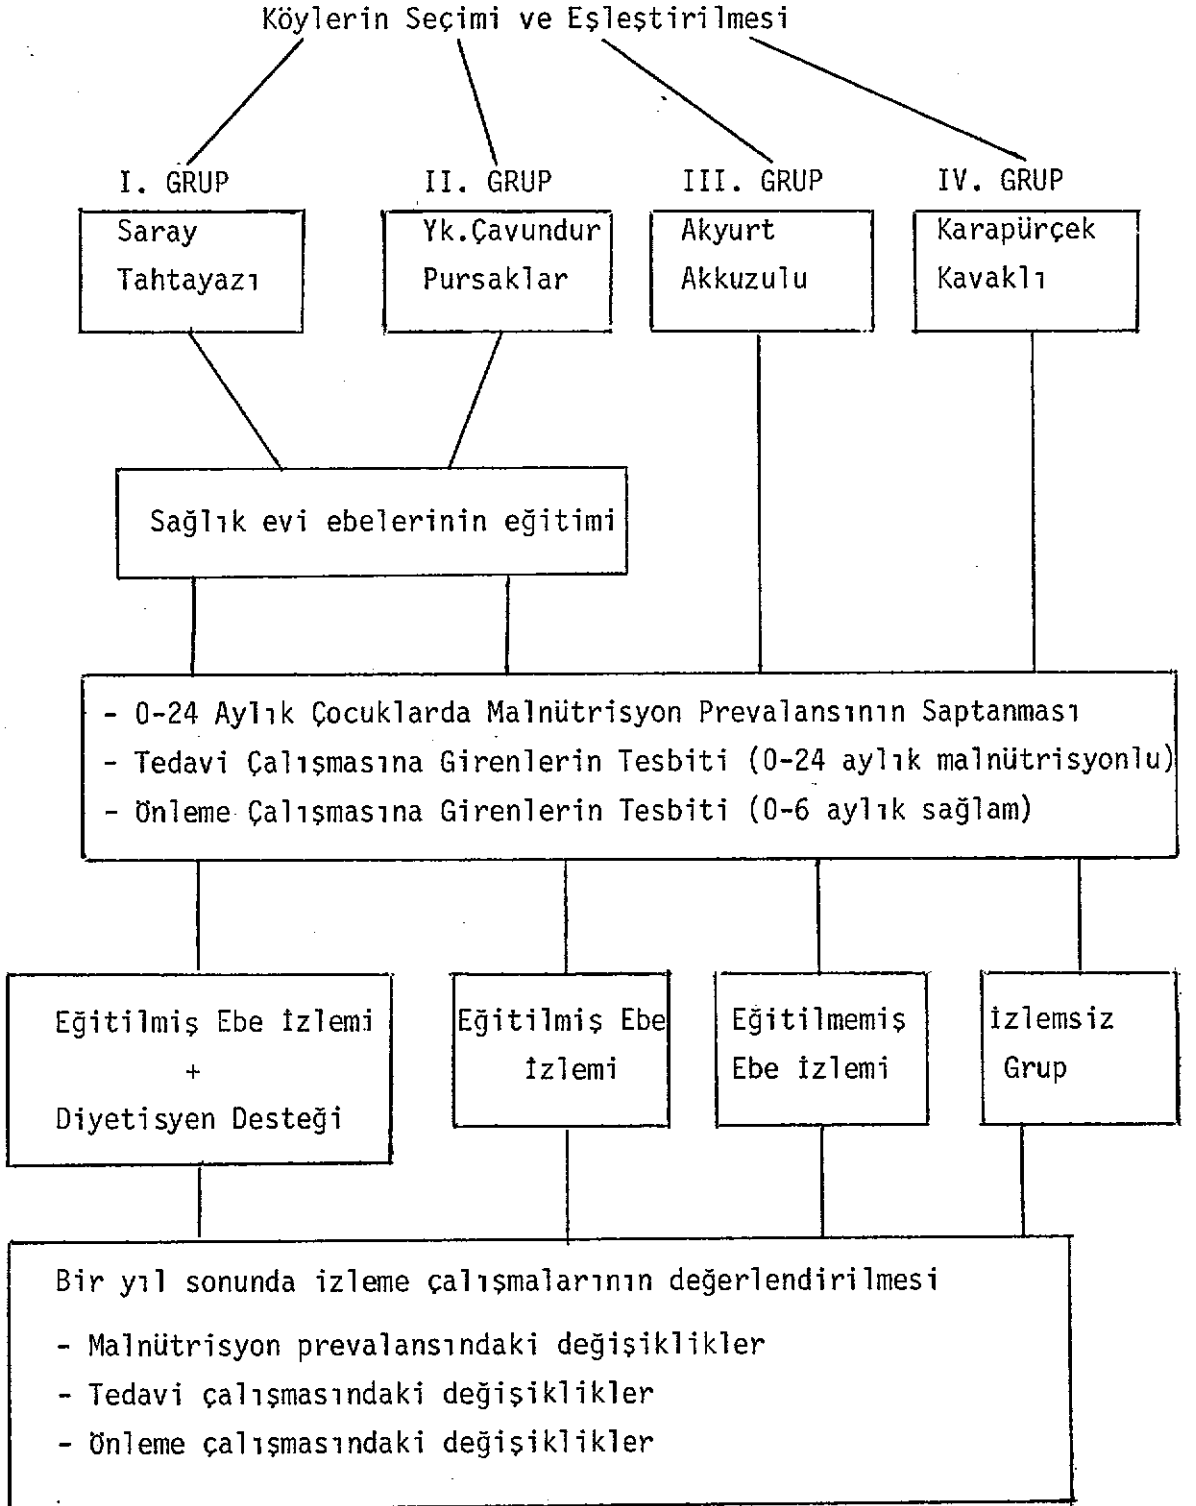 Köylerin Seçimi ve Eşleştirilmesi
I. GRUP
II. GRUP
III. GRUP
IV. GRUP
Saray
Tahtayazı
Yk.Çavundur
Pursaklar
Akyurt
Akkuzulu
Karapürçek
Kavaklı
Sağlık evi ebelerinin eğitimi
- 0-24 Aylık Çocuklarda Malnütrisyon Prevalansının Saptanması
- Tedavi Çalışmasına Girenlerin Tesbiti (0-24 aylık malnütrisyonlu)
- Önleme Çalışmasına Girenlerin Tesbiti (0-6 aylık sağlam)
Eğitilmiş Ebe İzlemi
+
Diyetisyen Desteği
Eğitilmiş Ebe
İzlemi
Eğitilmemiş
Ebe İzlemi
İzlemsiz
Grup
Bir yıl sonunda izleme çalışmalarının değerlendirilmesi
- Malnütrisyon prevalansındaki değişiklikler
- Tedavi çalışmasındaki değişiklikler
- Önleme çalışmasındaki değişiklikler